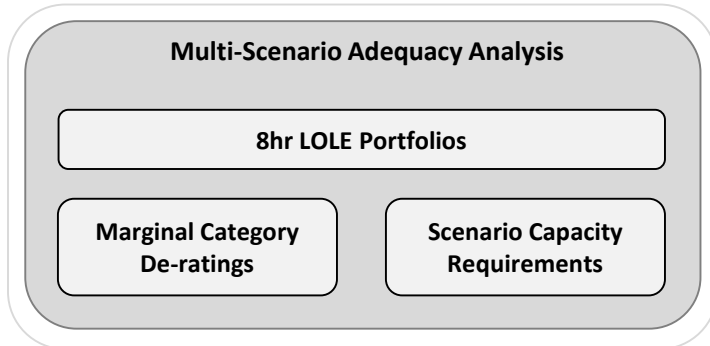 Multi-Scenario Adequacy Analysis
8hr LOLE Portfolios
Marginal Category
De-ratings
Scenario Capacity
Requirements